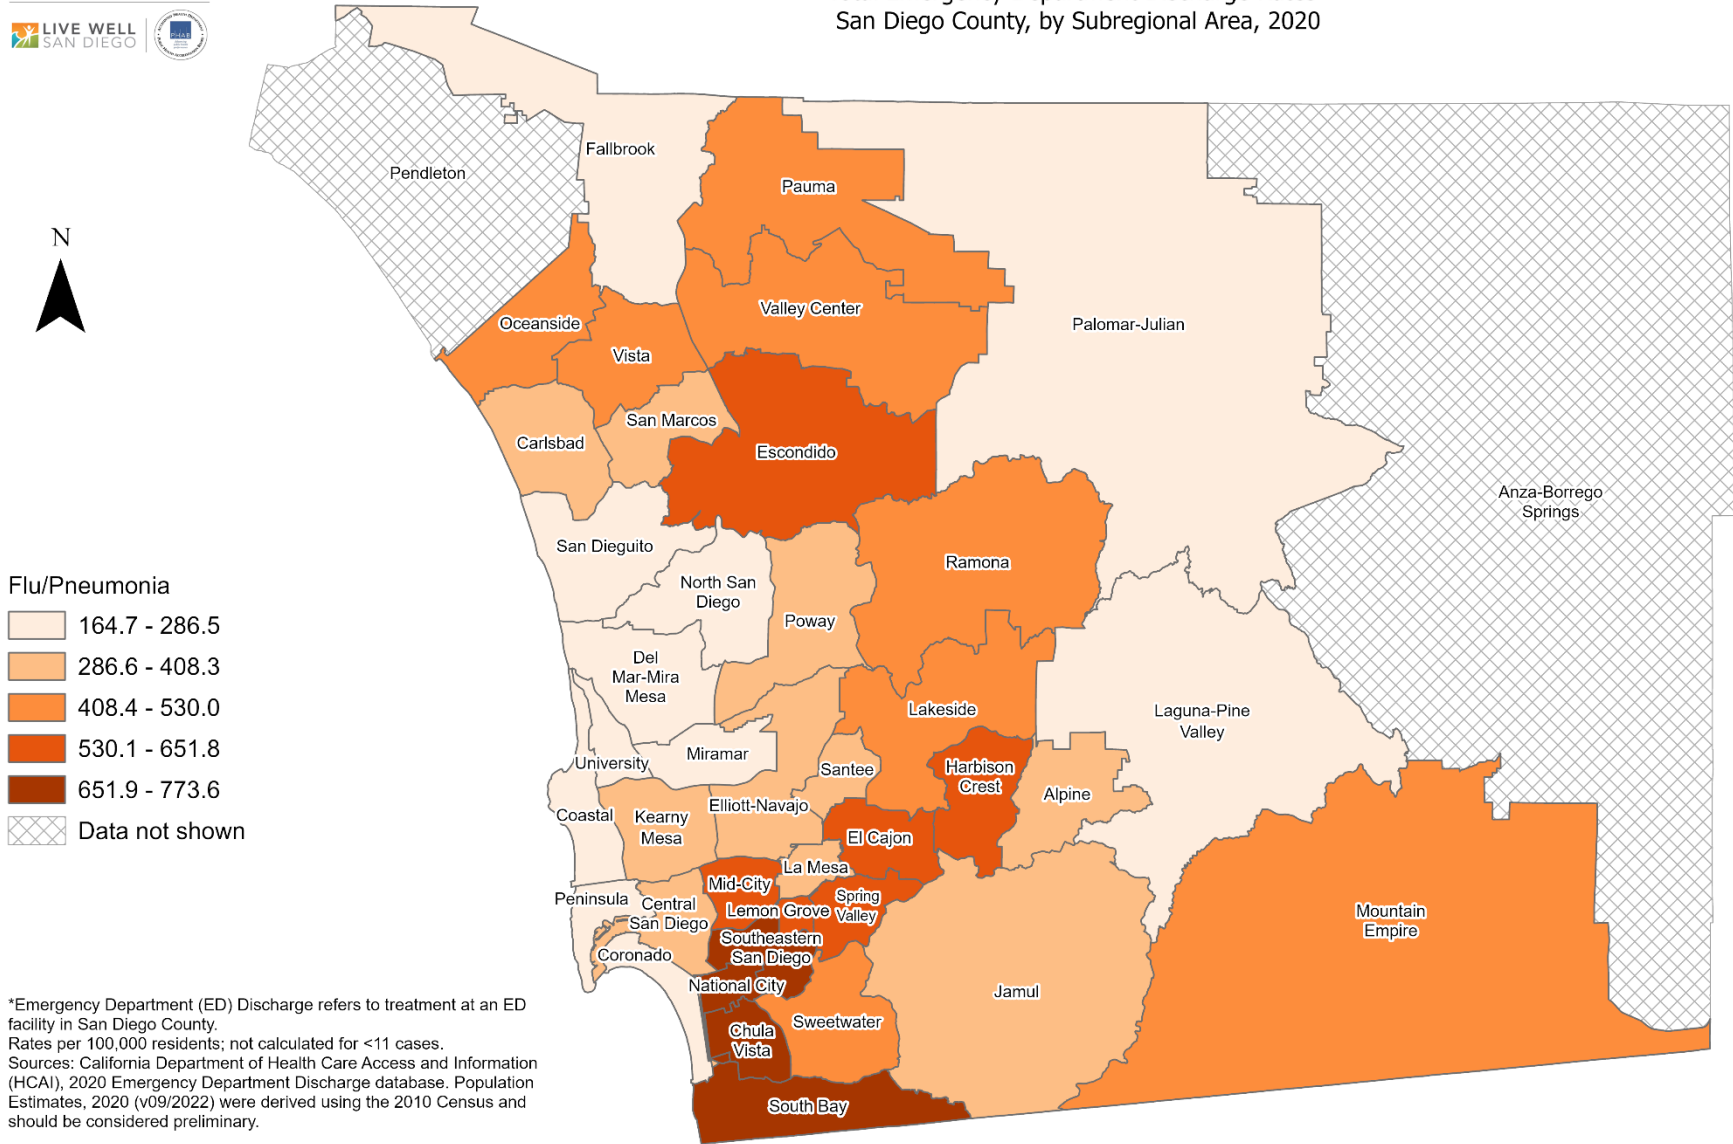 LIVE WELL
SAN DIEGO
PHAB
San Diego County, by Subregional Area, 2020
N
Pendleton
Fallbrook
Pauma
Oceanside
Vista
Valley Center
Palomar-Julian
San Marcos
Carlsbad
Escondido
Anza-Borrego
Springs
San Dieguito
North San
Diego
Poway
Ramona
Del
Mar-Mira
Mesa
Lakeside
Laguna-Pine
Valley
University
Miramar
Santee
Harbison
Crest
Alpine
Coastal
Kearny
Mesa
Elliott-Navajo
El Cajon
La Mesa
Mid-City
Peninsula
Central
San Diego
Lemon Grove
Spring
Valley
Southeastern
San Diego
Coronado
National City
Mountain
Empire
Jamul
Chula
Vista
Sweetwater
South Bay
Flu/Pneumonia
164.7 - 286.5
286.6 - 408.3
408.4 - 530.0
530.1 - 651.8
651.9 - 773.6
Data not shown
*Emergency Department (ED) Discharge refers to treatment at an ED
facility in San Diego County.
Rates per 100,000 residents; not calculated for <11 cases.
Sources: California Department of Health Care Access and Information
(HCAI), 2020 Emergency Department Discharge database. Population
Estimates, 2020 (v09/2022) were derived using the 2010 Census and
should be considered preliminary.